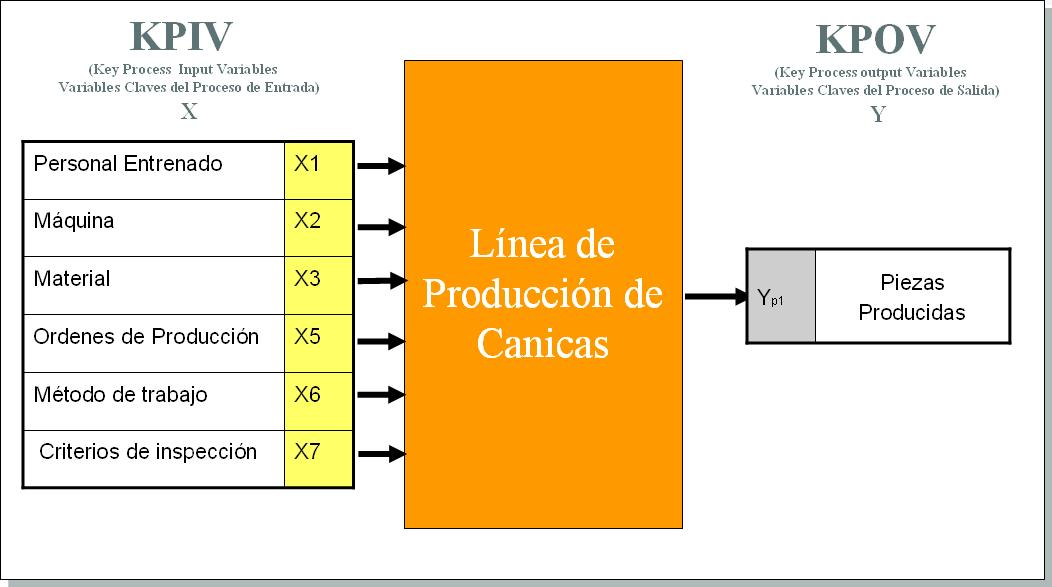 KPIV
(Key Process Input Variables
Variables Claves del Proceso de Entrada)
X
Personal Entrenado X1
Máquina X2
Material X3
Ordenes de Producción X5
Método de trabajo X6
Criterios de inspección X7
Línea de
Producción de
Canicas
KPOV
(Key Process output Variables
Variables Claves del Proceso de Salida)
Y
Yp1
Piezas
Producidas